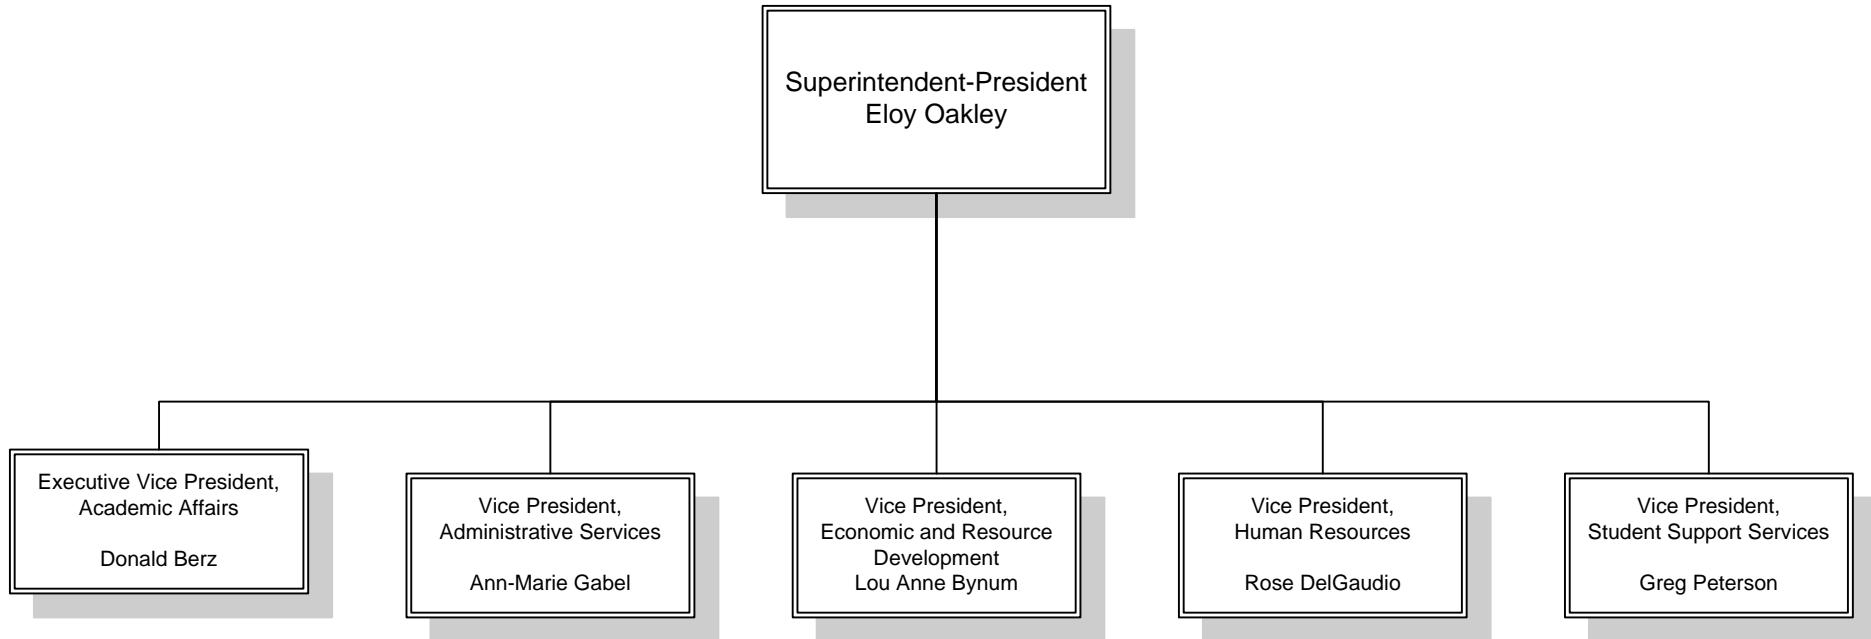 Superintendent-President
Eloy Oakley
Executive Vice President,
Academic Affairs
Donald Berz
Vice President,
Administrative Services
Ann-Marie Gabel
Vice President,
Economic and Resource
Development
Lou Anne Bynum
Vice President,
Human Resources
Rose DelGaudio
Vice President,
Student Support Services
Greg Peterson